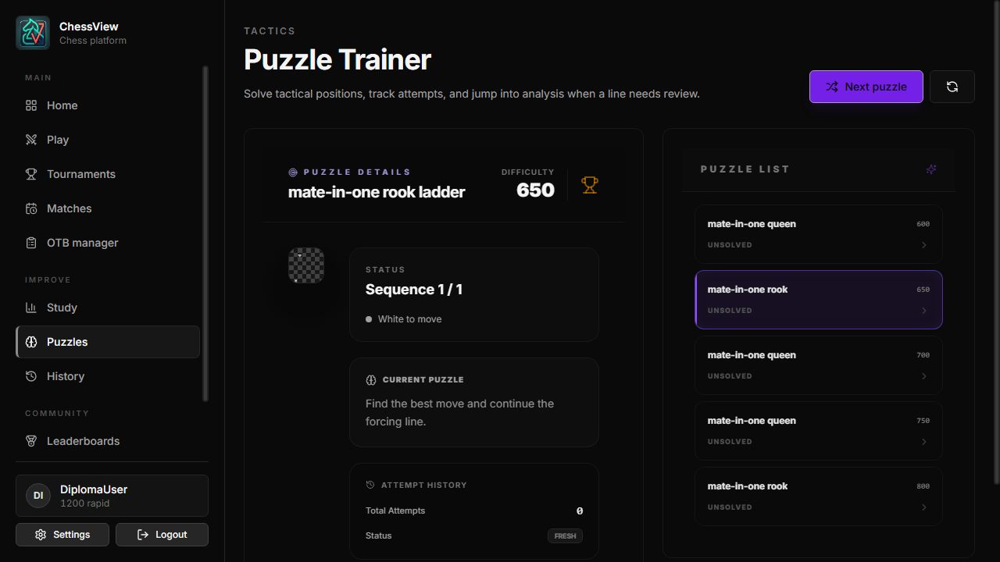 ChessView
Chess platform
MAIN
Home
Play
Tournaments
Matches
OTB manager
IMPROVE
Study
Puzzles
History
COMMUNITY
Leaderboards
DI
DiplomaUser
1200 rapid
Settings
Logout
TACTICS
Puzzle Trainer
Solve tactical positions, track attempts, and jump into analysis when a line needs review.
Next puzzle
PUZZLE DETAILS
mate-in-one rook ladder
DIFFICULTY
650
STATUS
Sequence 1 / 1
White to move
CURRENT PUZZLE
Find the best move and continue the
forcing line.
ATTEMPT HISTORY
Total Attempts 0
Status FRESH
PUZZLE LIST
mate-in-one queen 600
UNSOLVED
mate-in-one rook 650
UNSOLVED
mate-in-one queen 700
UNSOLVED
mate-in-one queen 750
UNSOLVED
mate-in-one rook 800
UNSOLVED